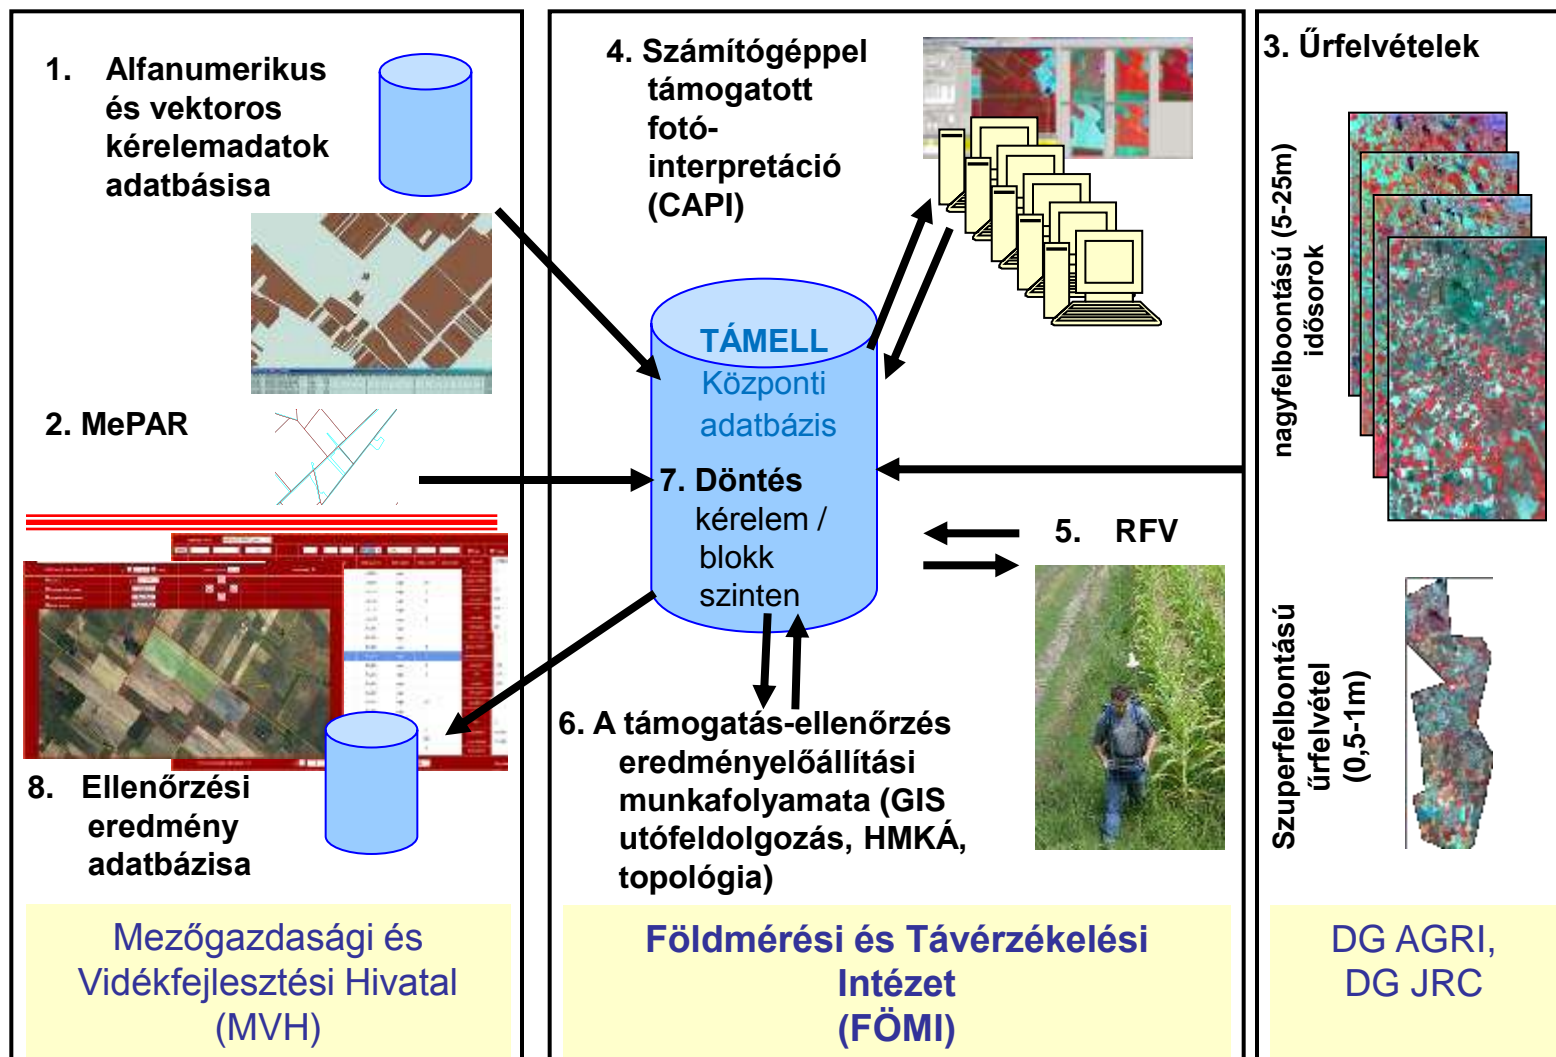 1. Alfanumerikus
és vektoros
kérelemadatok
adatbásisa
2. MePAR
8. Ellenőrzési
eredmény
adatbázisa
Mezőgazdasági és
Vidékfejlesztési Hivatal
(MVH)
4. Számítógéppel
támogatott
fotó-
interpretáció
(CAPI)
TÁMELL
Központi
adatbázis
7. Döntés
kérelem /
blokk
szinten
5. RFV
6. A támogatás-ellenőrzés
eredményelőállítási
munkafolyamata (GIS
utófeldolgozás, HMKÁ,
topológia)
Földmérési és Távérzékelési
Intézet
(FÖMI)
3. Űrfelvételek
nagyfelboontású (5-25m)
idősorok
Szuperfelbontású
űrfelvétel
(0,5-1m)
DG AGRI,
DG JRC